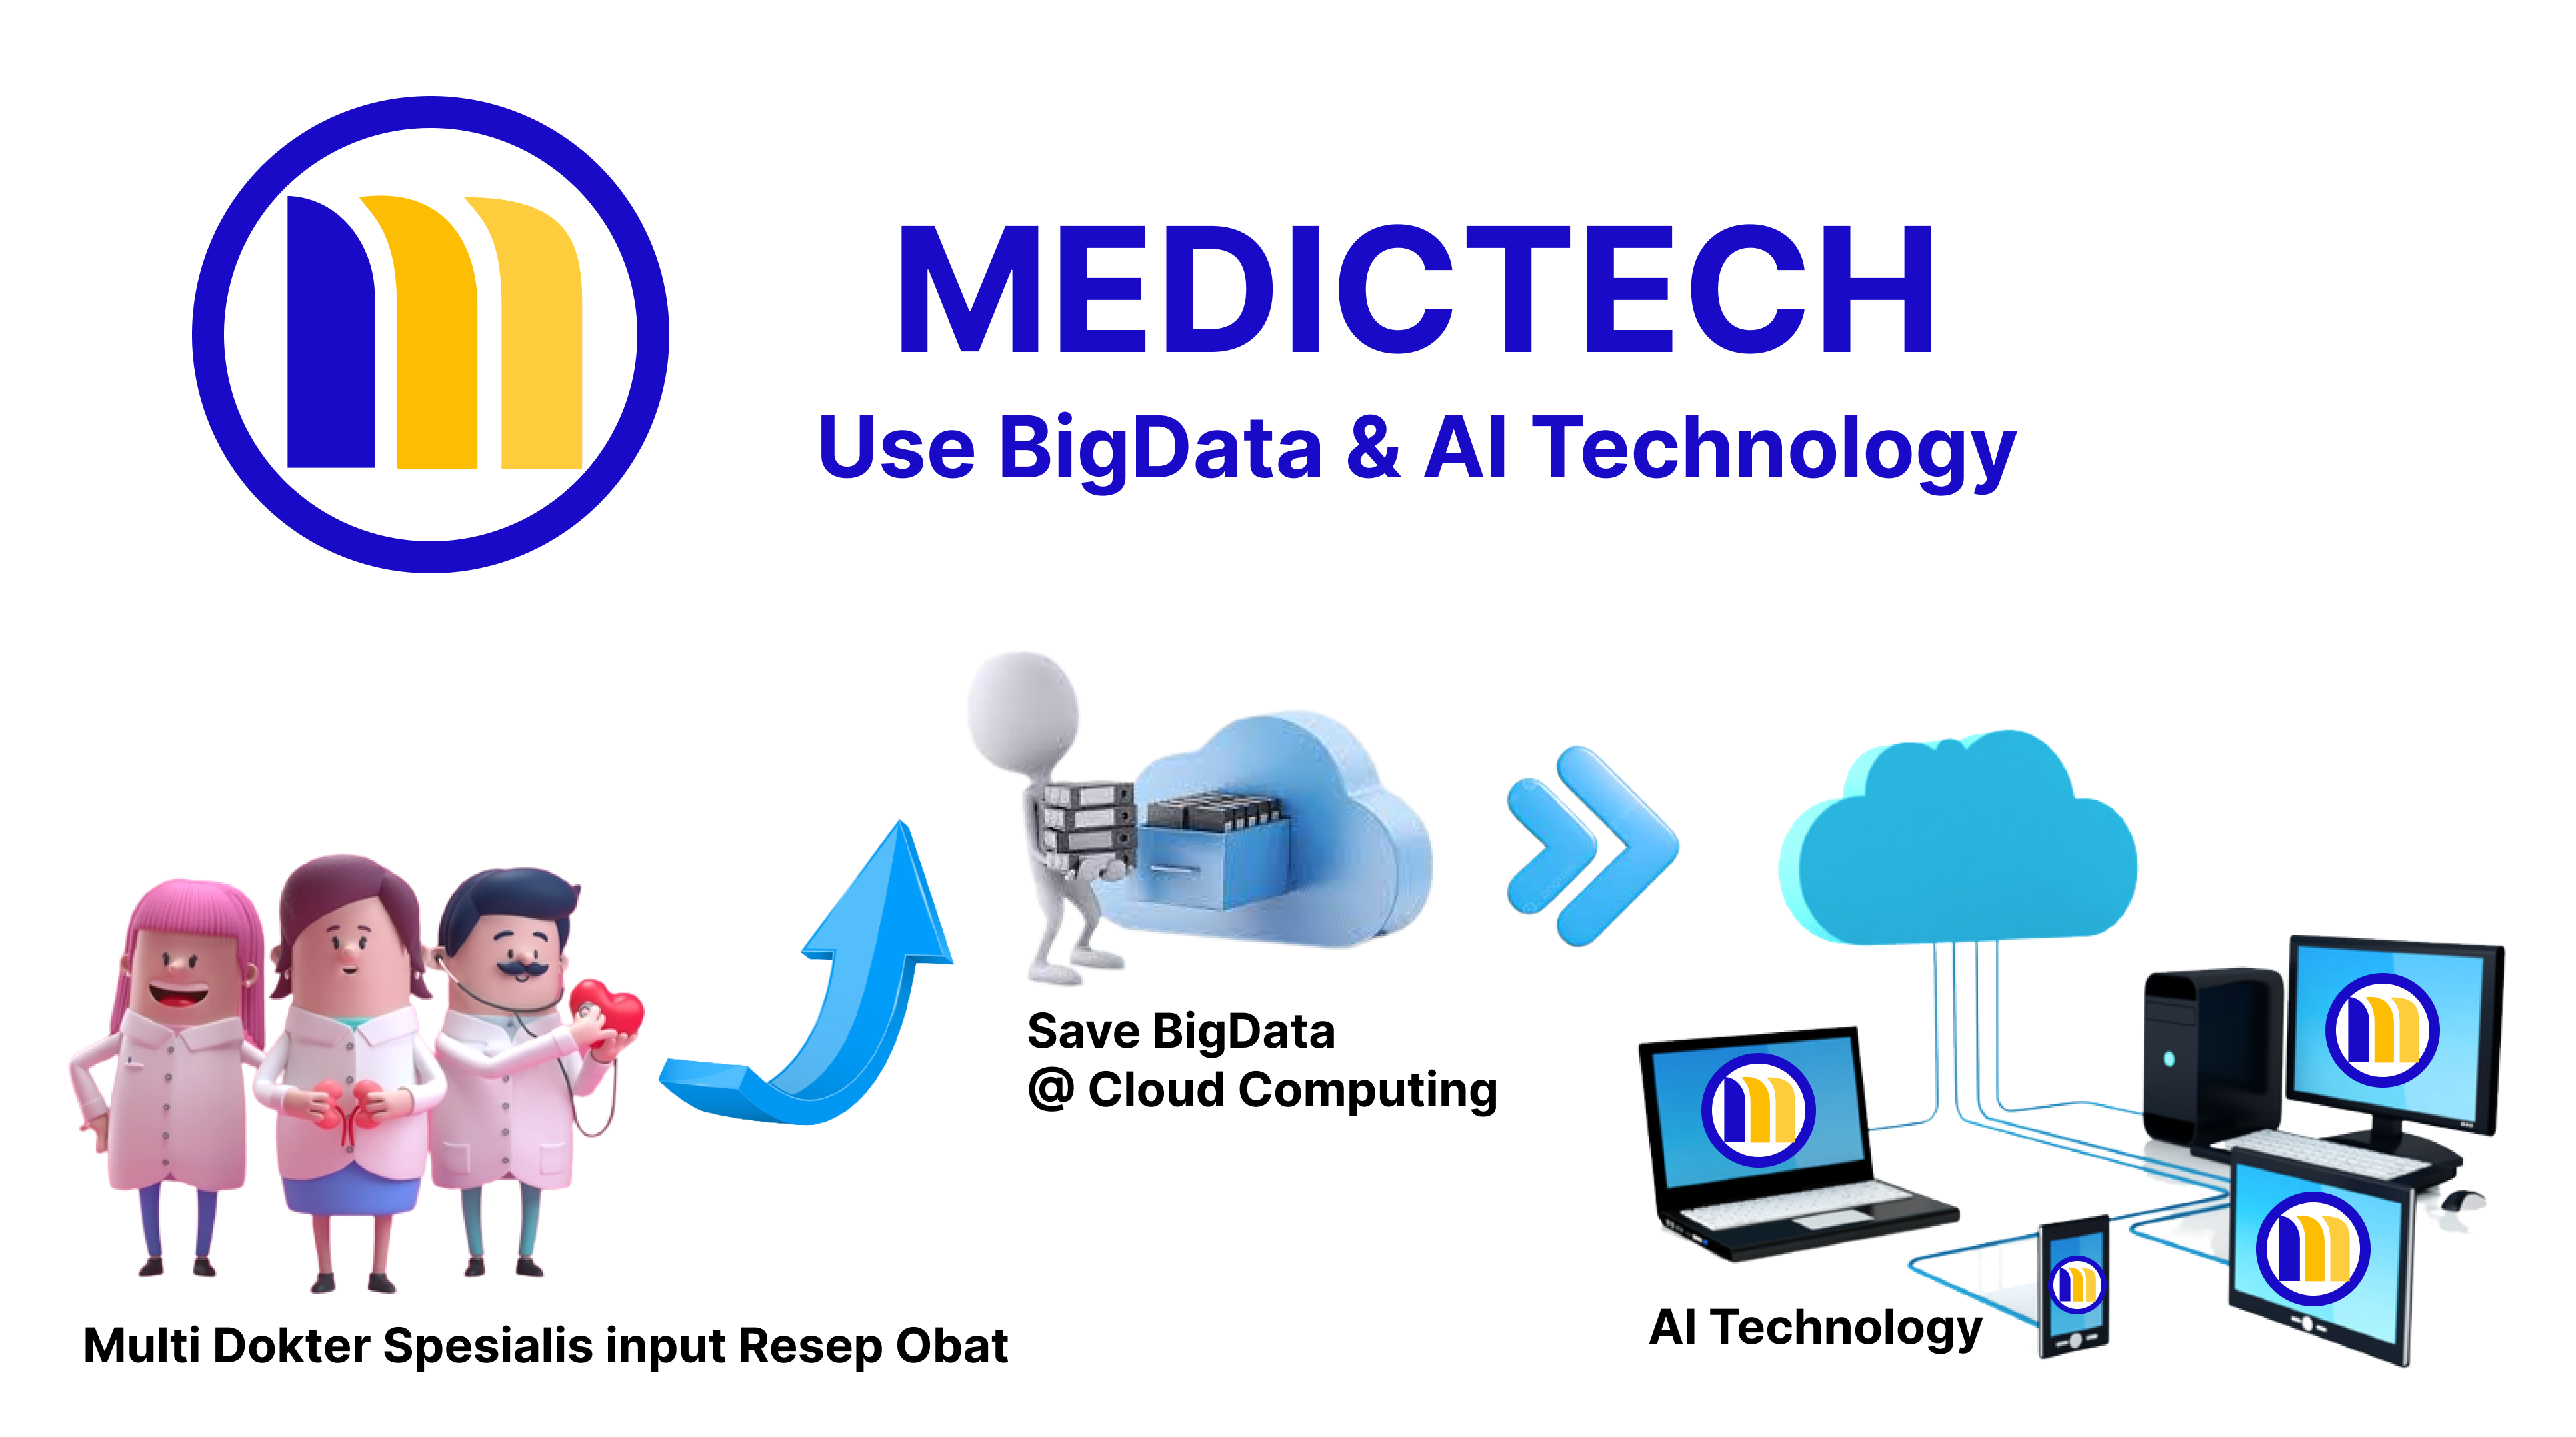 MEDICTECH
Use BigData & AI Technology
Save BigData
@ Cloud Computing
AI Technology
Multi Dokter Spesialis input Resep Obat